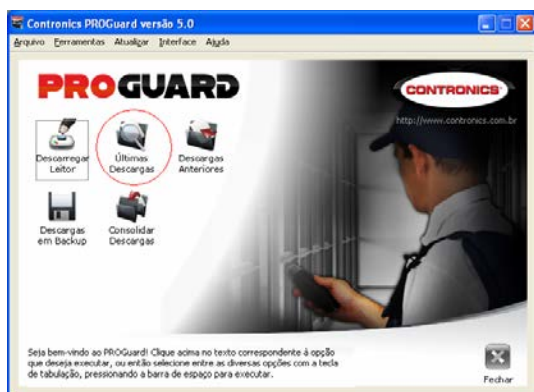 Contronics PROGuard versão 5.0
Arquivo Ferramentas Atualizar Interface Ajuda
PROGUARD
CONTRONICS
http://www.contronics.com.br
Descarregar
Leitor
Últimas
Descargas
Descargas
Anteriores
Descargas
em Backup
Consolidar
Descargas
Seja bem-vindo ao PROGuard! Clique acima no texto correspondente à opção
que deseja executar, ou então selecione entre as diversas opções com a tecla
de tabulação, pressionando a barra de espaço para executar.
Fechar